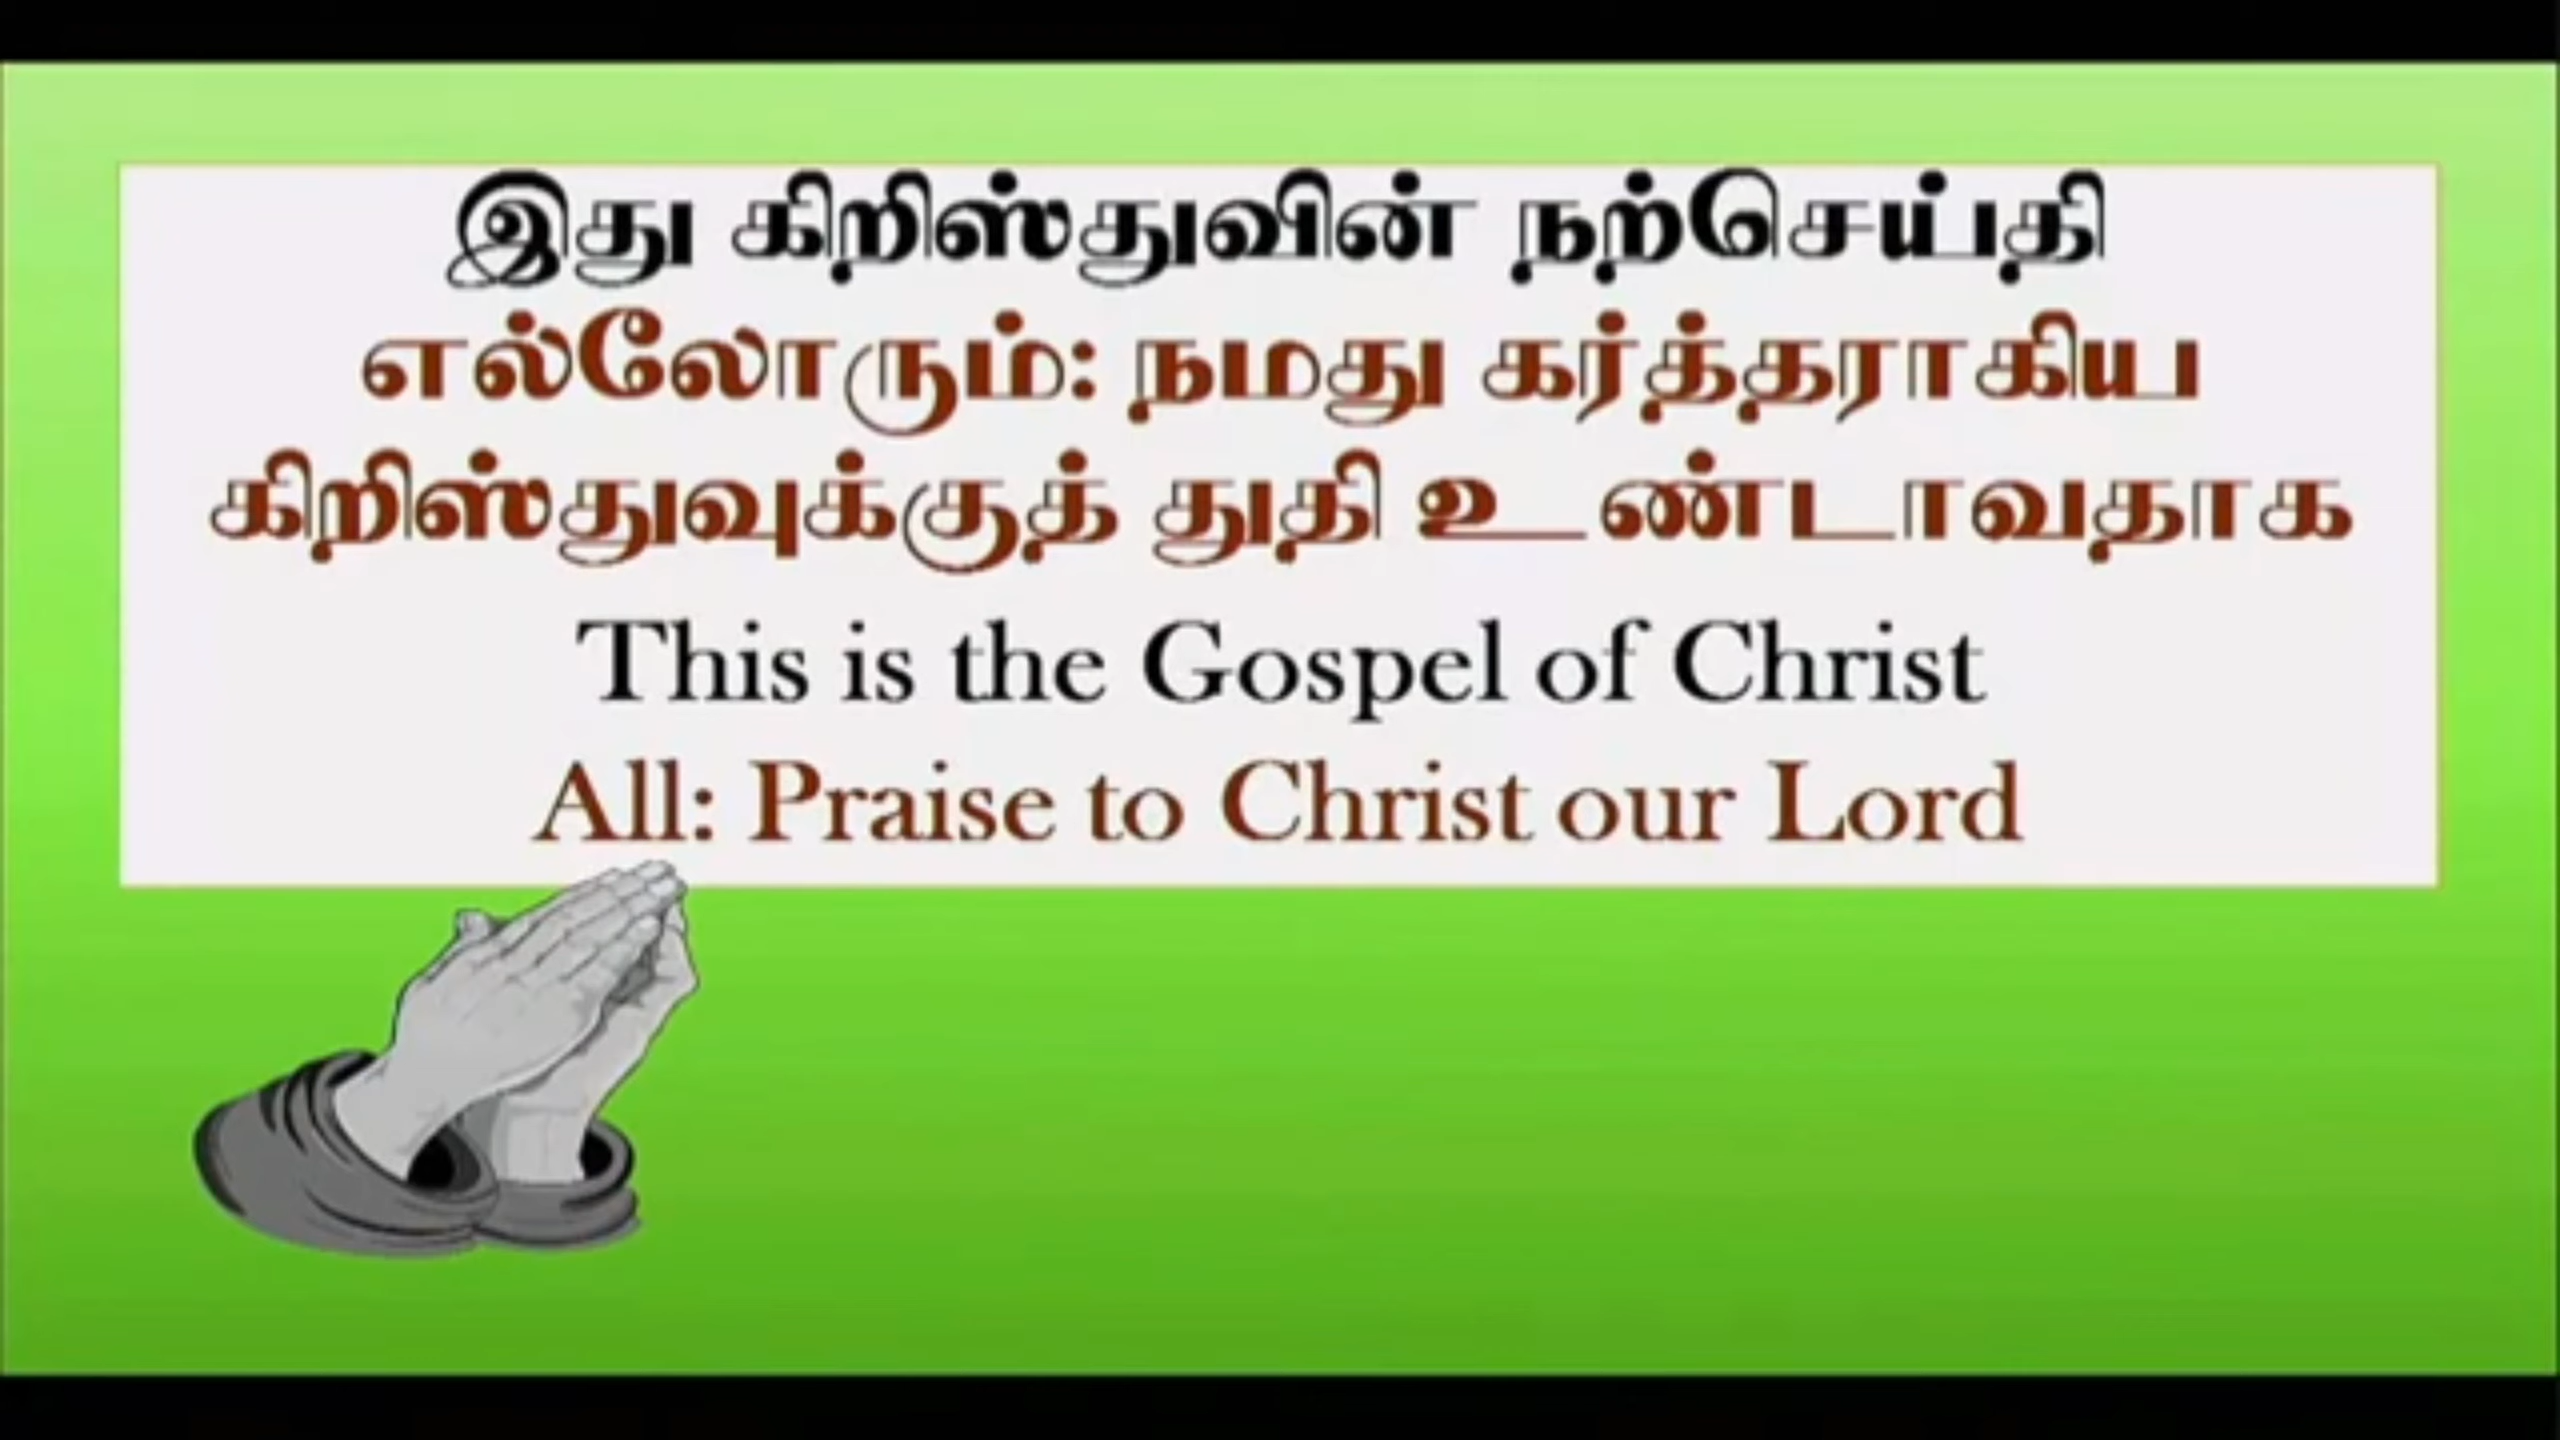 இது கிறிஸ்துவின் நற்செய்தி
எல்லோரும்: நமது கர்த்தராகிய
கிறிஸ்துவுக்குத் துதி உண்டாவதாக
This is the Gospel of Christ
All: Praise to Christ our Lord